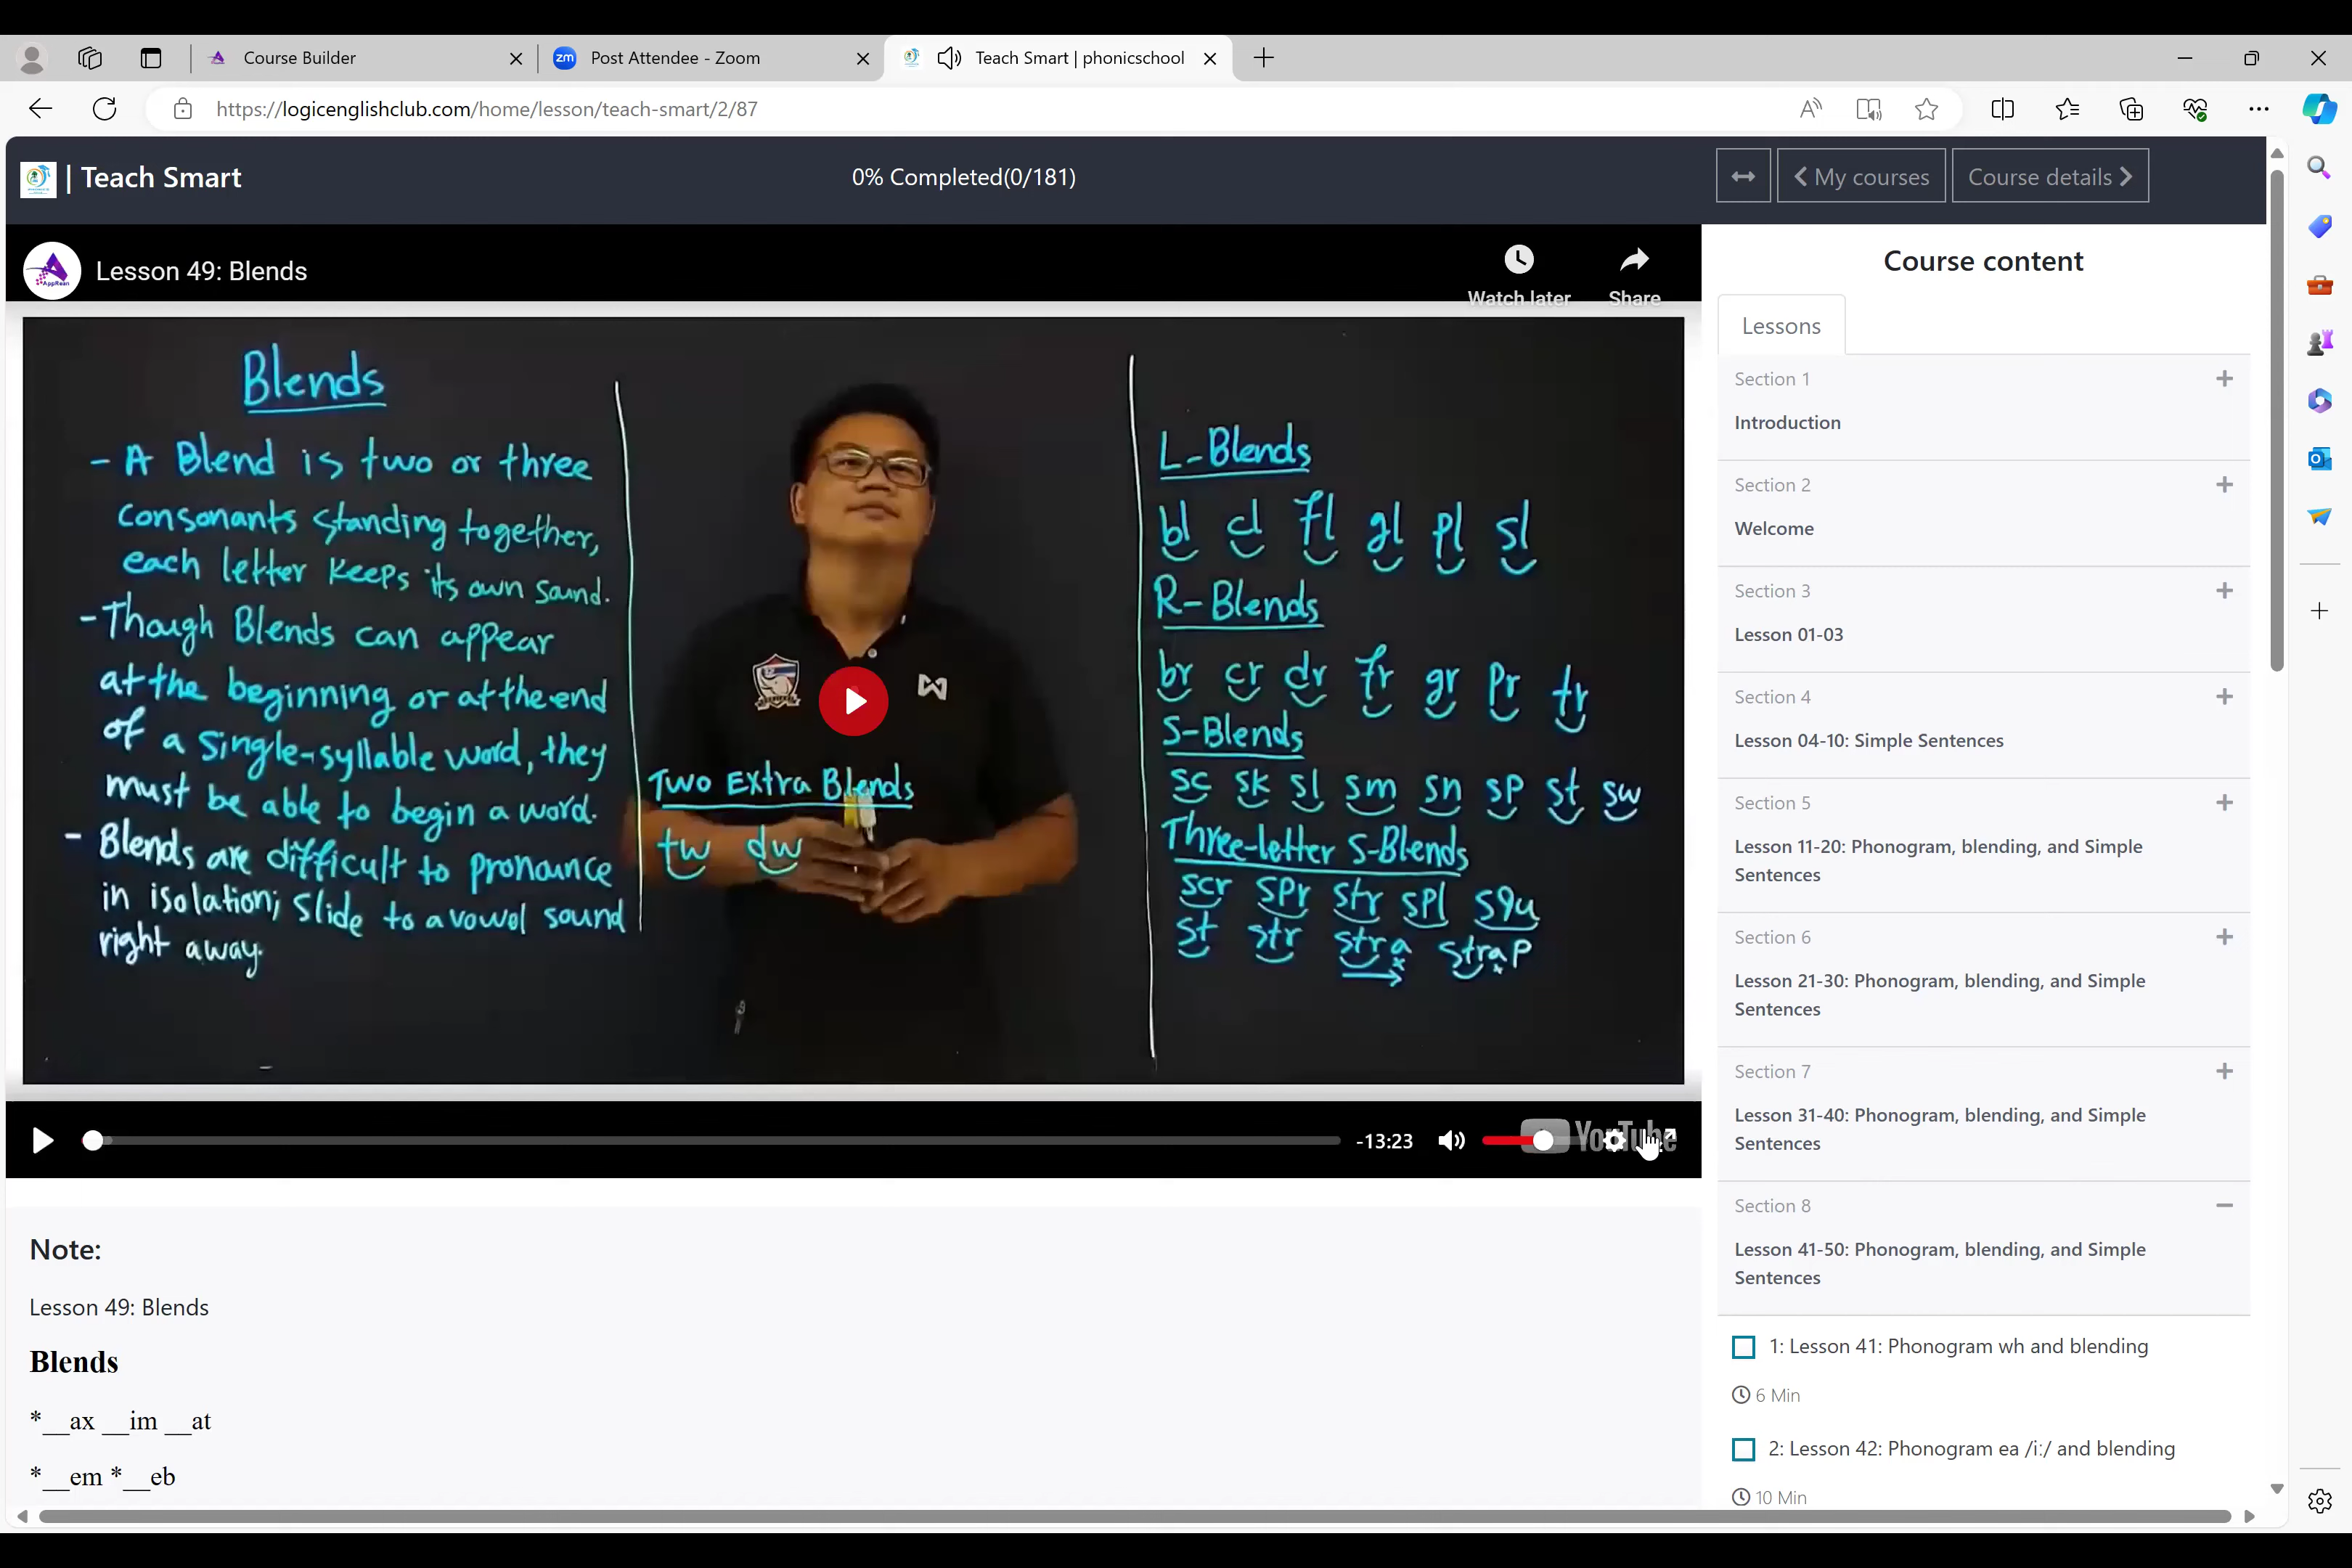 Course Builder
Post Attendee - Zoom
Teach Smart | phonicschool
https://logicenglishclub.com/home/lesson/teach-smart/2/87
| Teach Smart
0% Completed(0/181)
My courses
Course details
AppRean
Lesson 49: Blends
Watch later
Share
Blends
- A Blend is two or three
consonants standing together,
each letter keeps its own sound.
- Though Blends can appear
at the beginning or at the end
of a single-syllable word, they
must be able to begin a word.
- Blends are difficult to pronounce
in isolation; slide to a vowel sound
right away.
Two Extra Blends
tw dw
L-Blends
bl cl fl gl pl sl
R-Blends
br cr dr fr gr pr tr
S-Blends
sc sk sl sm sn sp st sw
Three-letter S-Blends
scr spr str spl squ
st str stra strap
-13:23
YouTube
Note:
Lesson 49: Blends
Blends
*__ax __im __at
*__em *__eb
Course content
Lessons
Section 1
Introduction
Section 2
Welcome
Section 3
Lesson 01-03
Section 4
Lesson 04-10: Simple Sentences
Section 5
Lesson 11-20: Phonogram, blending, and Simple
Sentences
Section 6
Lesson 21-30: Phonogram, blending, and Simple
Sentences
Section 7
Lesson 31-40: Phonogram, blending, and Simple
Sentences
Section 8
Lesson 41-50: Phonogram, blending, and Simple
Sentences
1: Lesson 41: Phonogram wh and blending
6 Min
2: Lesson 42: Phonogram ea /i:/ and blending
10 Min